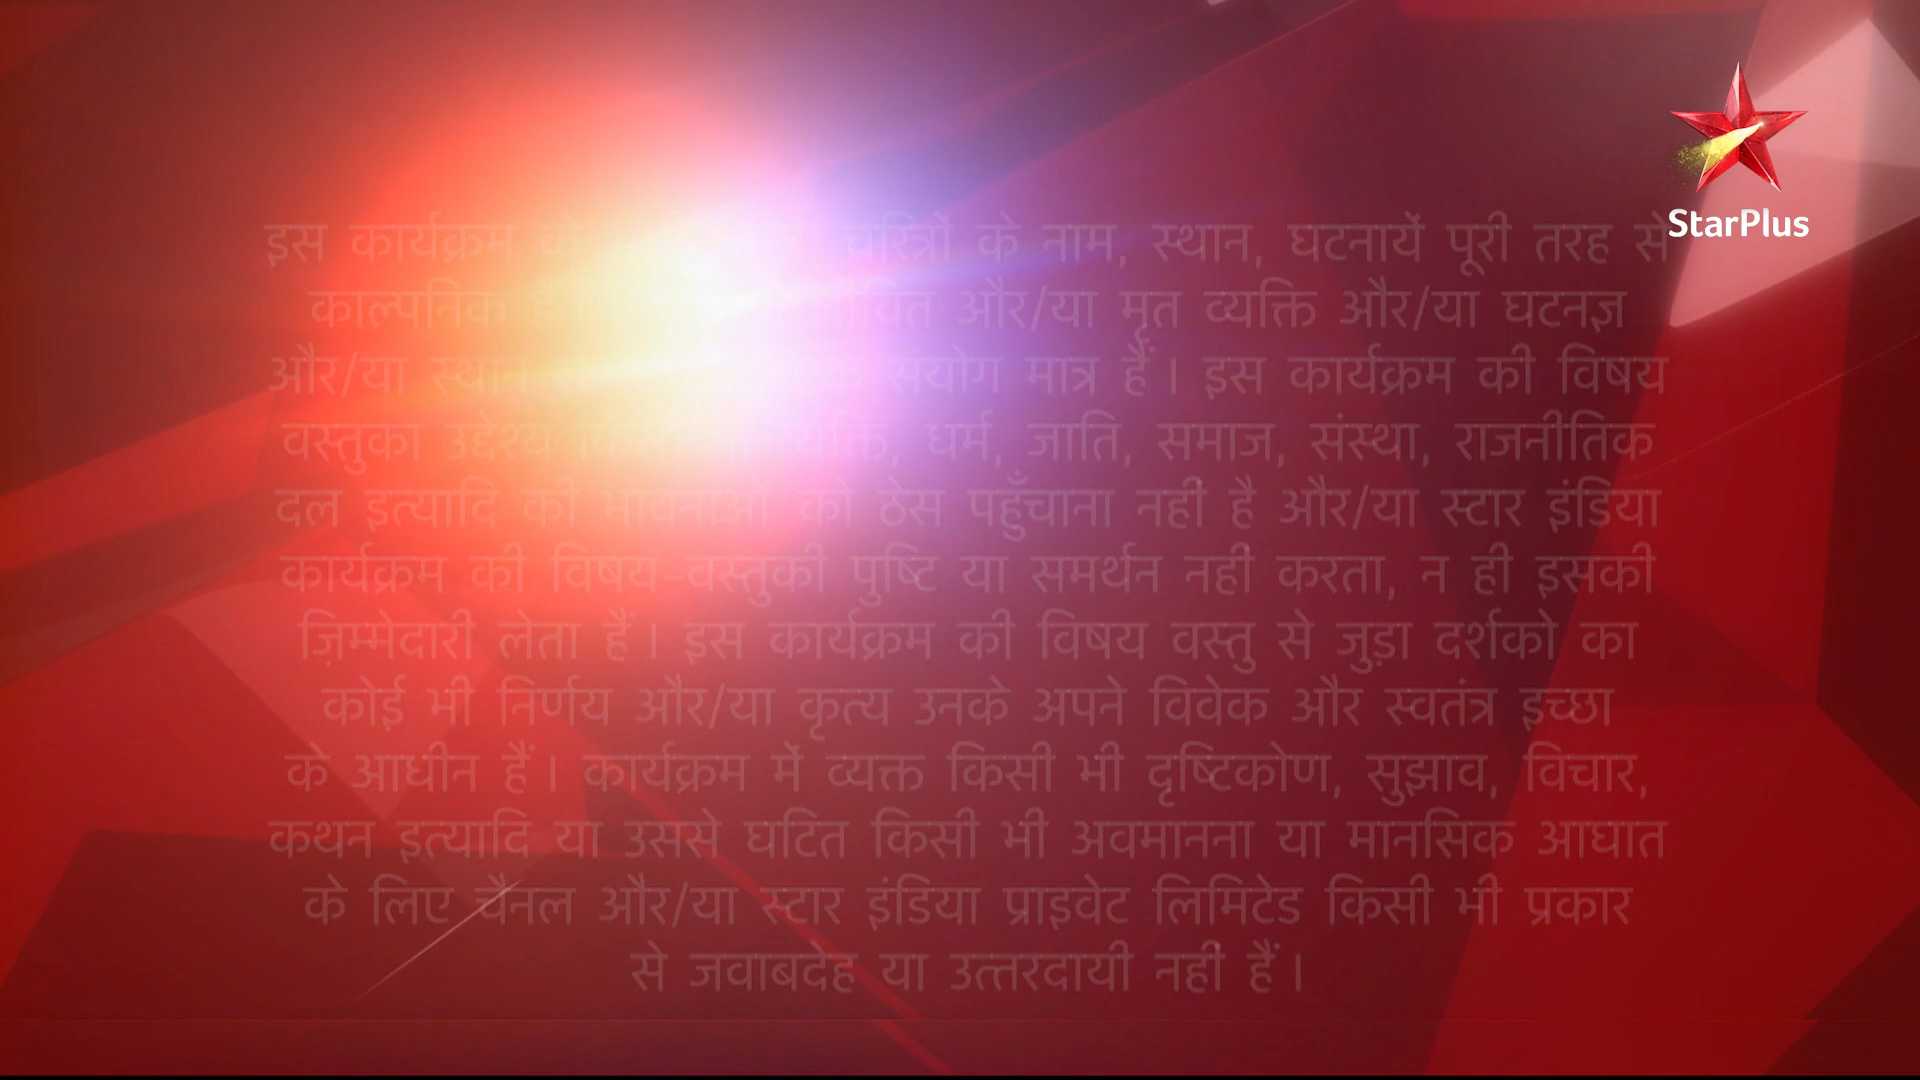 इस कार्यक्रम के चरित्रों के नाम, स्थान, घटनायें पूरी तरह से
काल्पनिक जीवित और/या मृत व्यक्ति और/या घटनज्ञ
और/या स्थान संयोग मात्र हैं। इस कार्यक्रम की विषय
वस्तुका उद्देश्य किसी व्यक्ति, धर्म, जाति, समाज, संस्था, राजनीतिक
दल इत्यादि की भावनाओं को ठेस पहुँचाना नहीं है और/या स्टार इंडिया
कार्यक्रम की विषय-वस्तुकी पुष्टि या समर्थन नहीं करता, न ही इसकी
ज़िम्मेदारी लेता हैं। इस कार्यक्रम की विषय वस्तु से जुड़ा दर्शको का
कोई भी निर्णय और/या कृत्य उनके अपने विवेक और स्वतंत्र इच्छा
के आधीन हैं। कार्यक्रम में व्यक्त किसी भी दृष्टिकोण, सुझाव, विचार,
कथन इत्यादि या उससे घटित किसी भी अवमानना या मानसिक आघात
के लिए चैनल और/या स्टार इंडिया प्राइवेट लिमिटेड किसी भी प्रकार
से जवाबदेह या उत्तरदायी नहीं हैं।
StarPlus